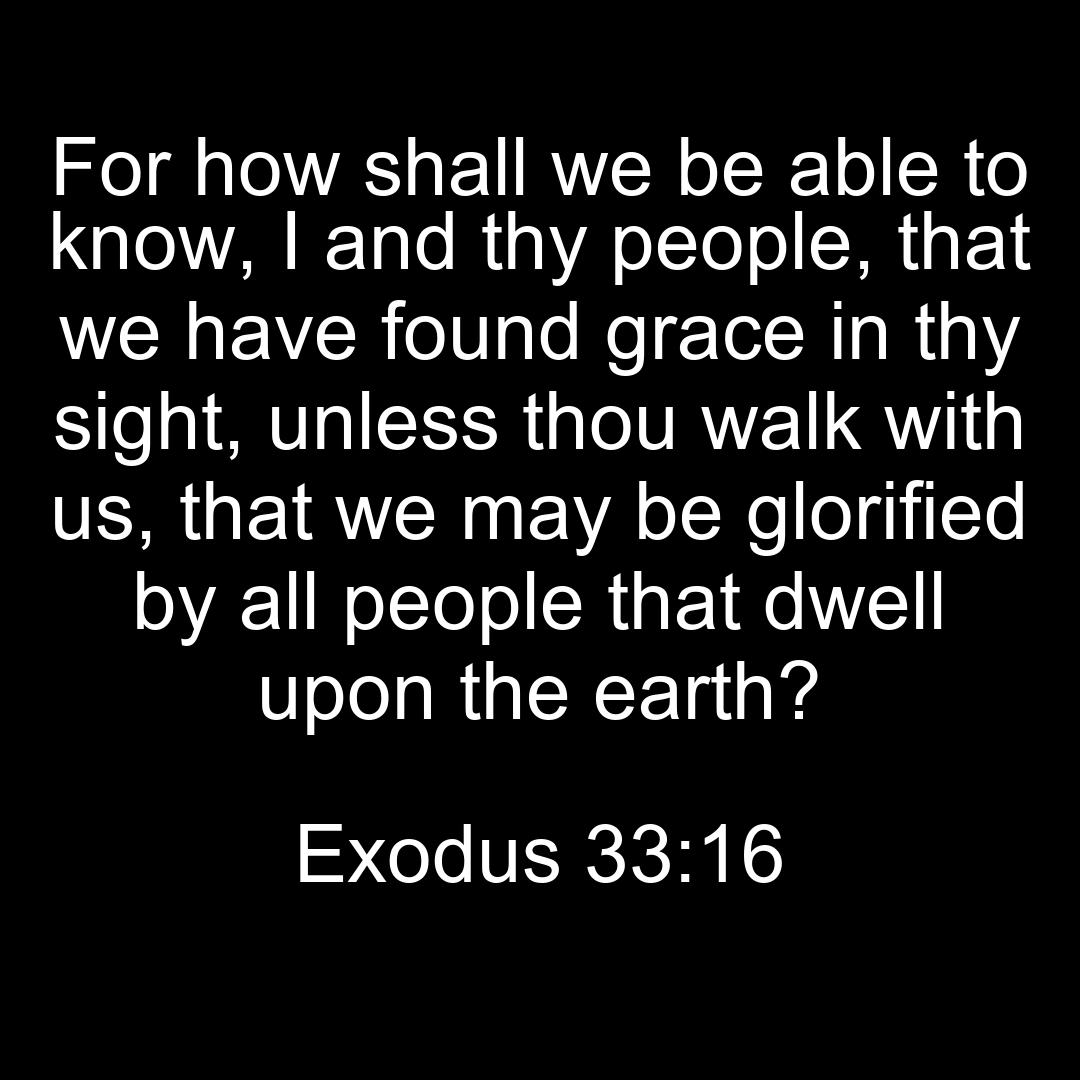 For how shall we be able to
know, I and thy people, that
we have found grace in thy
sight, unless thou walk with
us, that we may be glorified
by all people that dwell
upon the earth?
Exodus 33:16